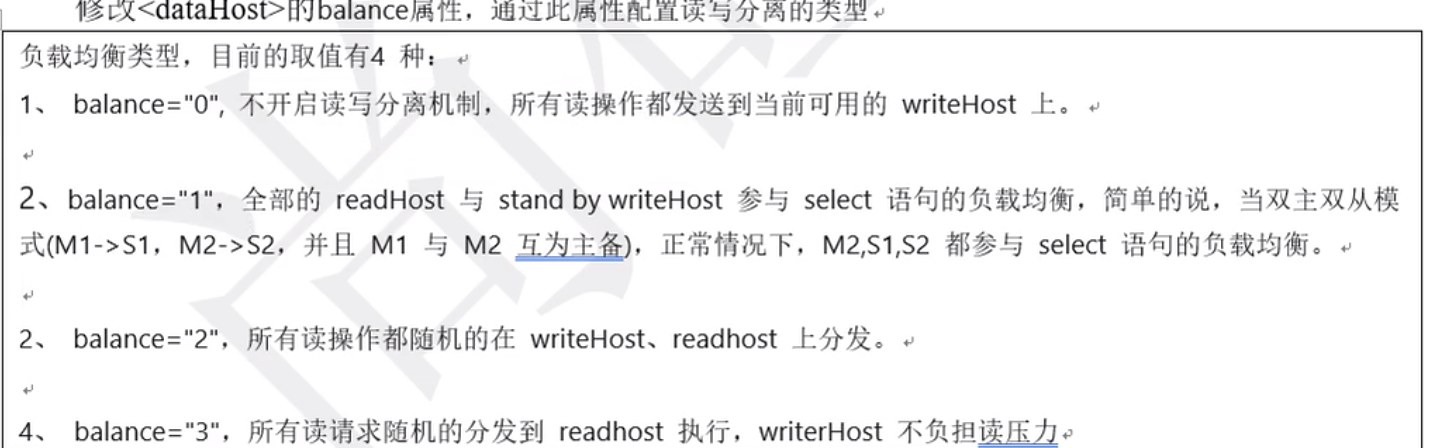 修改<dataHost>的balance属性，通过此属性配置读写分离的类型
负载均衡类型，目前的取值有4 种：
1、 balance="0", 不开启读写分离机制，所有读操作都发送到当前可用的 writeHost 上。
2、balance="1"，全部的 readHost 与 stand by writeHost 参与 select 语句的负载均衡，简单的说，当双主双从模
式(M1->S1，M2->S2，并且 M1 与 M2 互为主备)，正常情况下，M2,S1,S2 都参与 select 语句的负载均衡。
2、 balance="2"，所有读操作都随机的在 writeHost、readhost 上分发。
4、 balance="3"，所有读请求随机的分发到 readhost 执行，writerHost 不负担读压力